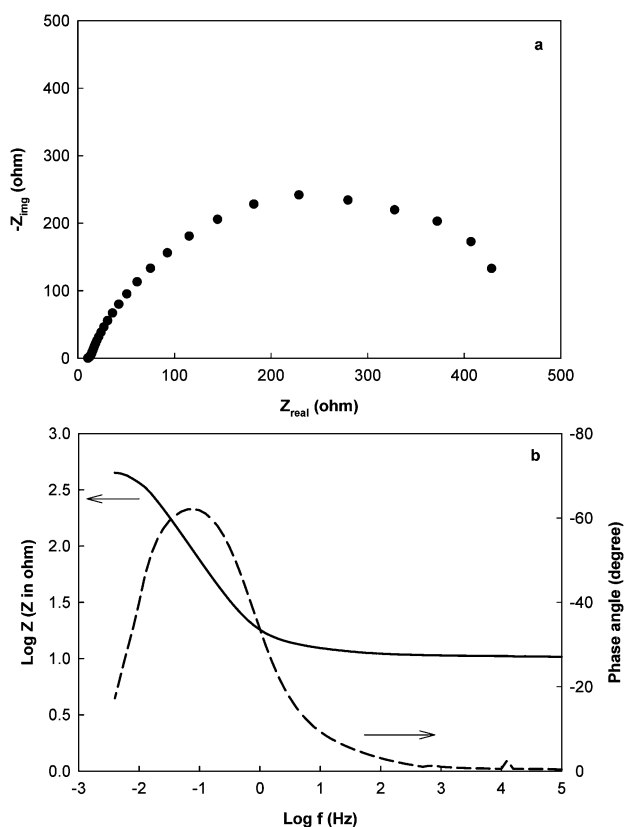 a
500
400
300
200
100
0
-Zimg (ohm)
0 100 200 300 400 500
Zreal (ohm)
b
3.0
2.5
2.0
1.5
1.0
0.5
0.0
Log Z (Z in ohm)
-80
-60
-40
-20
0
Phase angle (degree)
-3 -2 -1 0 1 2 3 4 5
Log f (Hz)